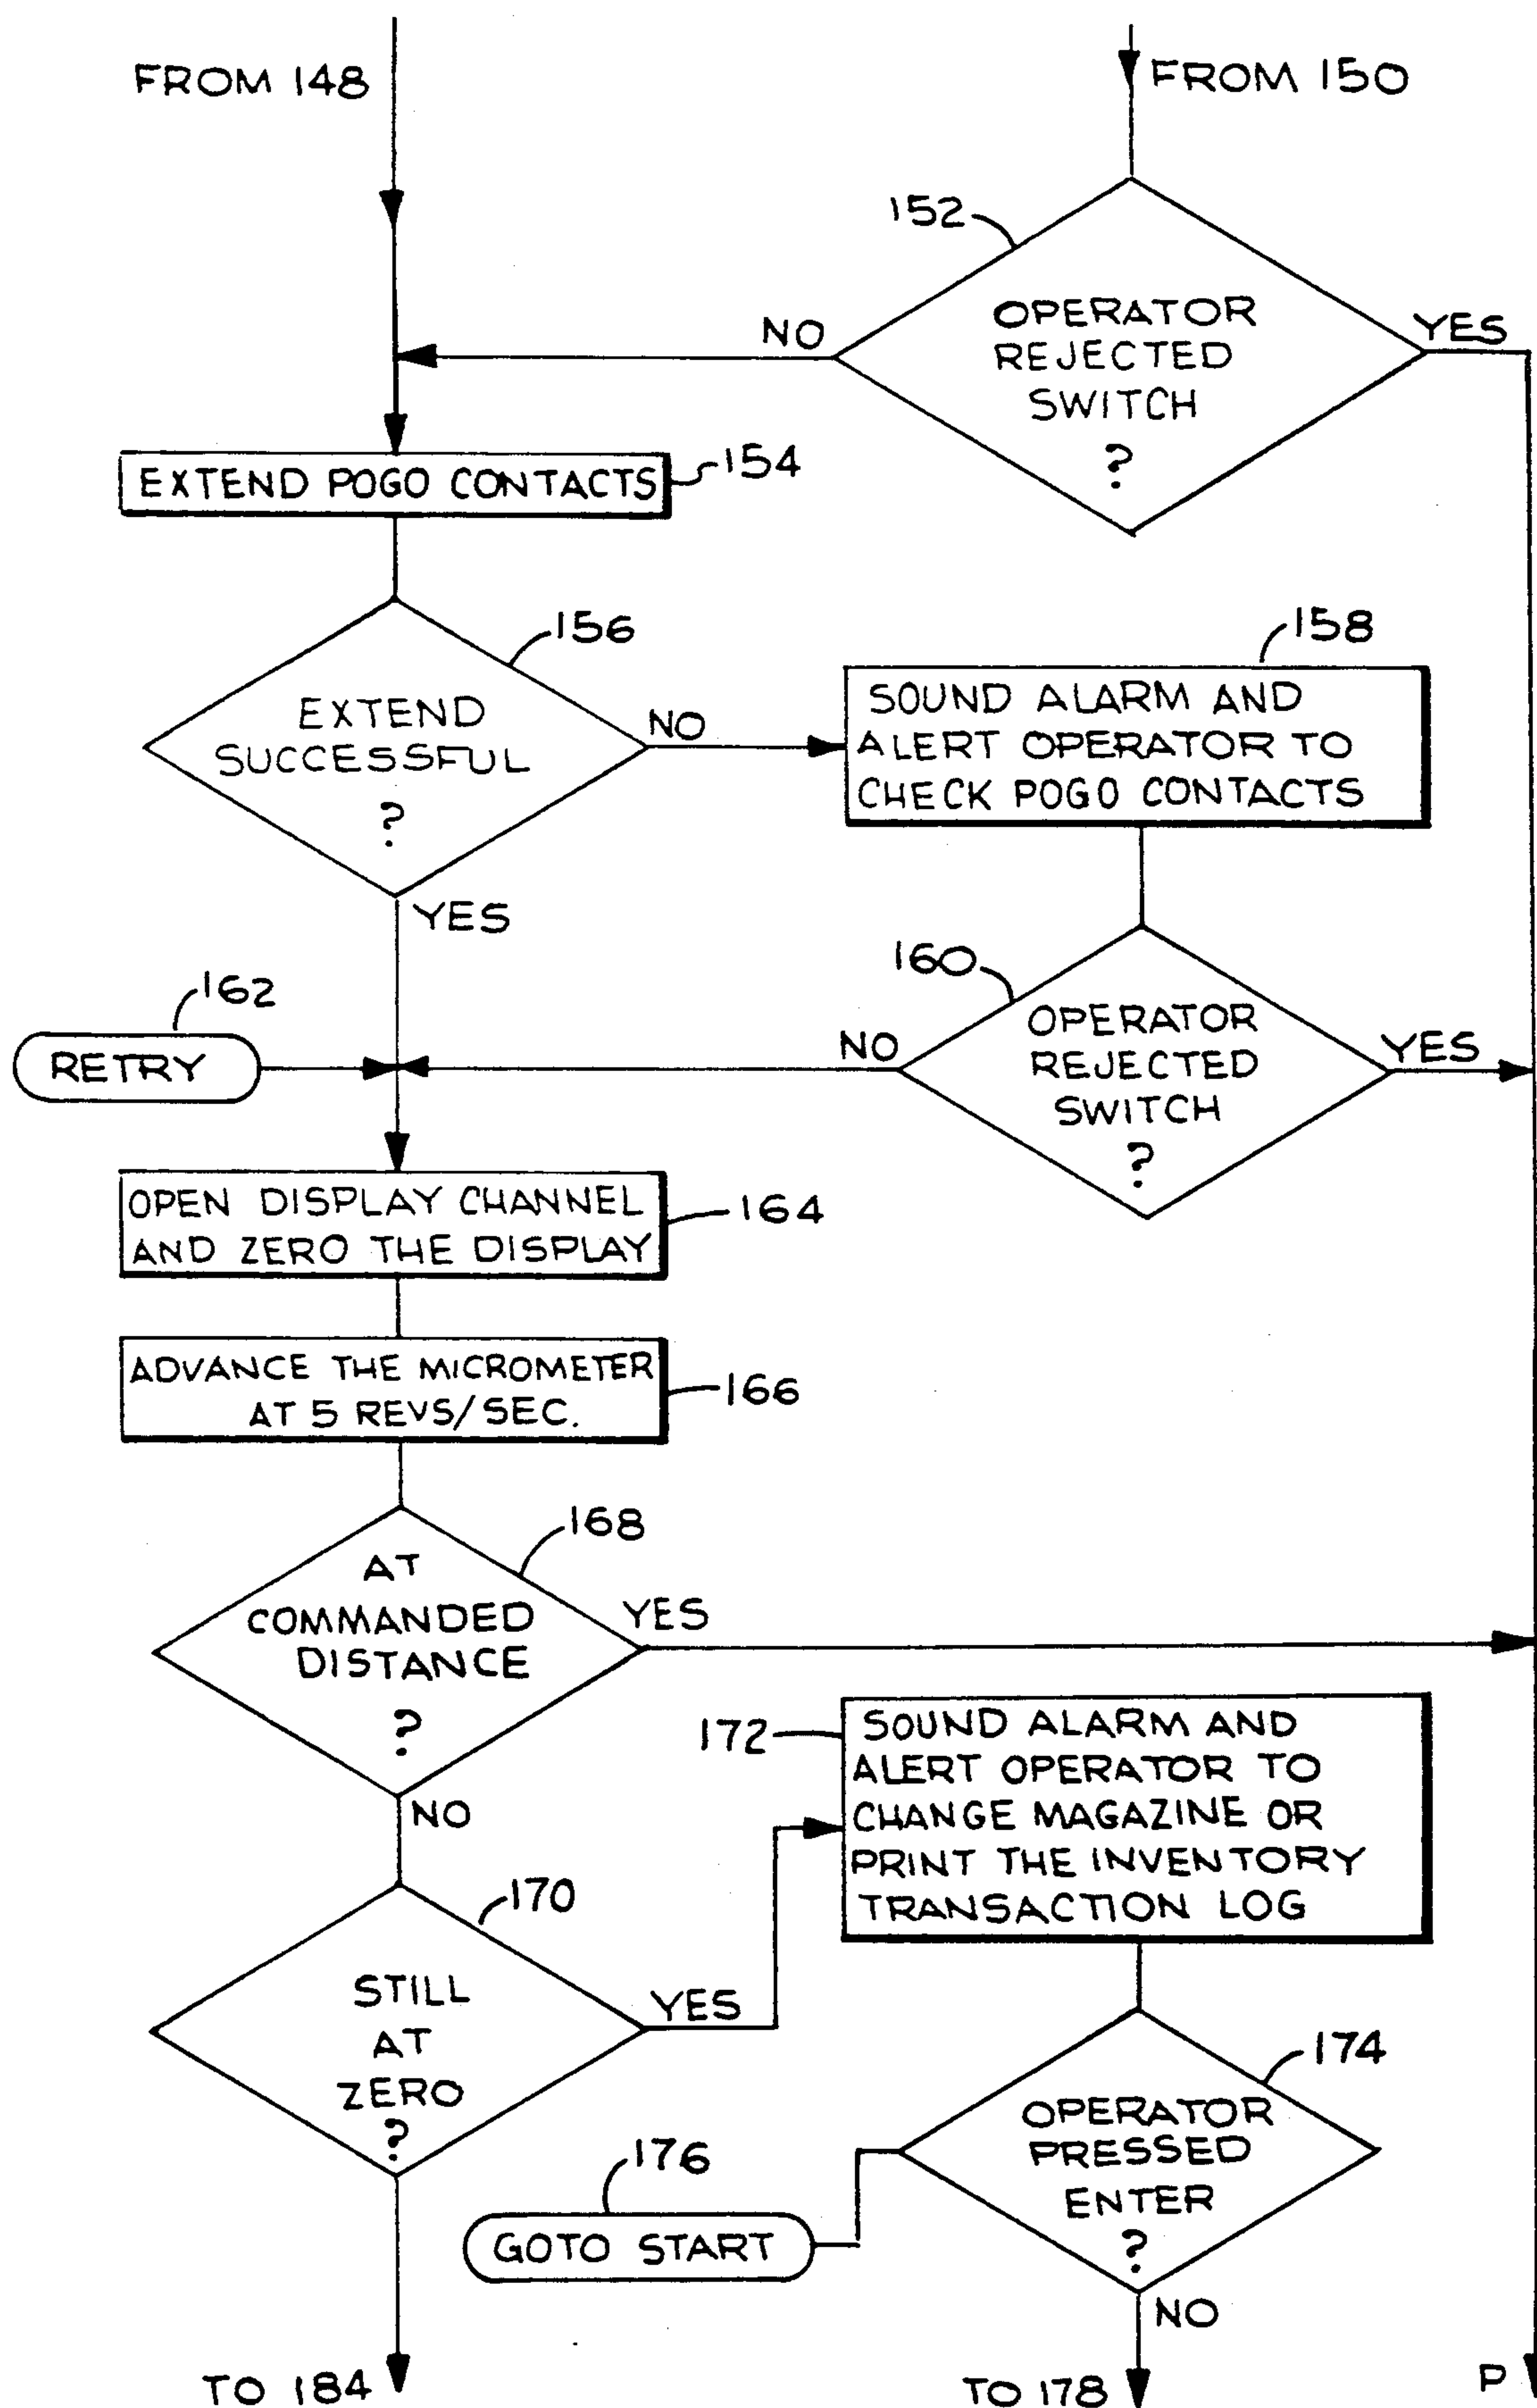 FROM 148
FROM 150
152
OPERATOR
REJECTED
SWITCH
?
NO
YES
EXTEND POGO CONTACTS
154
156
EXTEND
SUCCESSFUL
?
NO
YES
158
SOUND ALARM AND
ALERT OPERATOR TO
CHECK POGO CONTACTS
160
OPERATOR
REJECTED
SWITCH
?
NO
YES
162
RETRY
OPEN DISPLAY CHANNEL
AND ZERO THE DISPLAY
164
ADVANCE THE MICROMETER
AT 5 REVS/SEC.
166
168
AT
COMMANDED
DISTANCE
?
YES
NO
172
SOUND ALARM AND
ALERT OPERATOR TO
CHANGE MAGAZINE OR
PRINT THE INVENTORY
TRANSACTION LOG
170
STILL
AT
ZERO
?
YES
174
OPERATOR
PRESSED
ENTER
?
176
GOTO START
NO
TO 184
TO 178
P